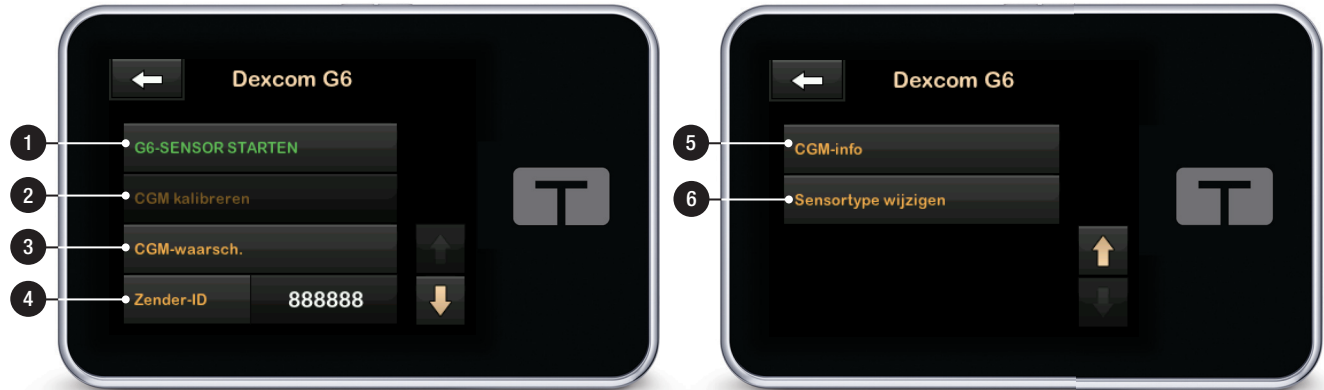 Dexcom G6
1 G6-SENSOR STARTEN
2 CGM kalibreren
3 CGM-waarsch.
4 Zender-ID 888888
Dexcom G6
5 CGM-info
6 Sensortype wijzigen